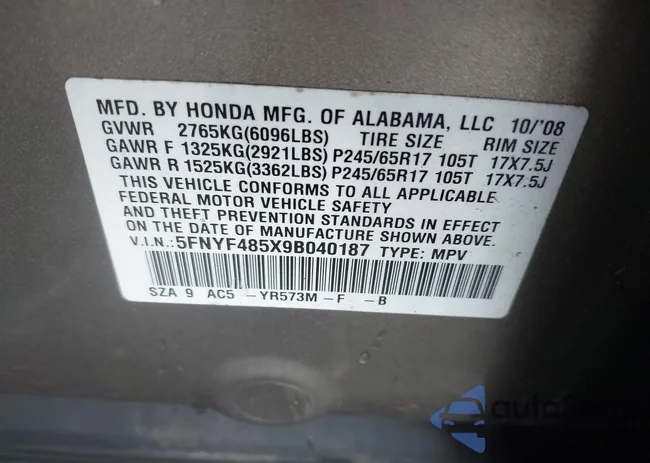 MFD. BY HONDA MFG. OF ALABAMA, LLC 10/'08
GVWR 2765KG(6096LBS) TIRE SIZE RIM SIZE
GAWR F 1325KG(2921LBS) P245/65R17 105T 17X7.5J
GAWR R 1525KG(3362LBS) P245/65R17 105T 17X7.5J
THIS VEHICLE CONFORMS TO ALL APPLICABLE
FEDERAL MOTOR VEHICLE SAFETY
AND THEFT PREVENTION STANDARDS IN EFFECT
ON THE DATE OF MANUFACTURE SHOWN ABOVE.
V.I.N.: 5FNYF485X9B040187 TYPE: MPV
SZA 9 AC5 -YR573M -F -B